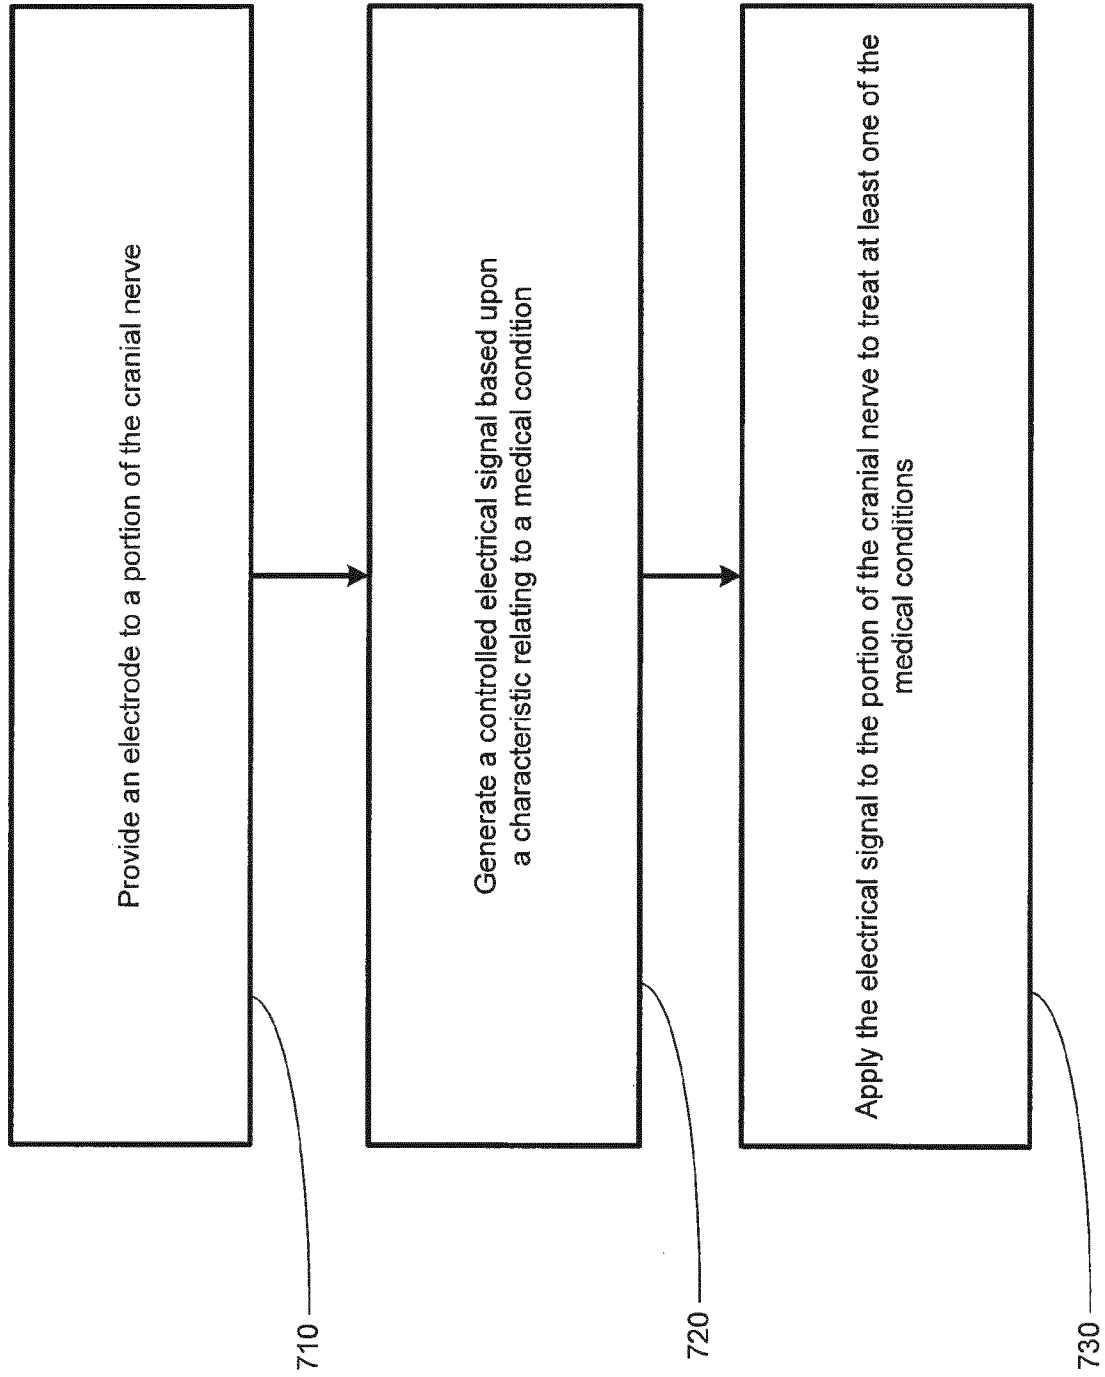 Provide an electrode to a portion of the cranial nerve
710
Generate a controlled electrical signal based upon
a characteristic relating to a medical condition
720
Apply the electrical signal to the portion of the cranial nerve to treat at least one of the
medical conditions
730